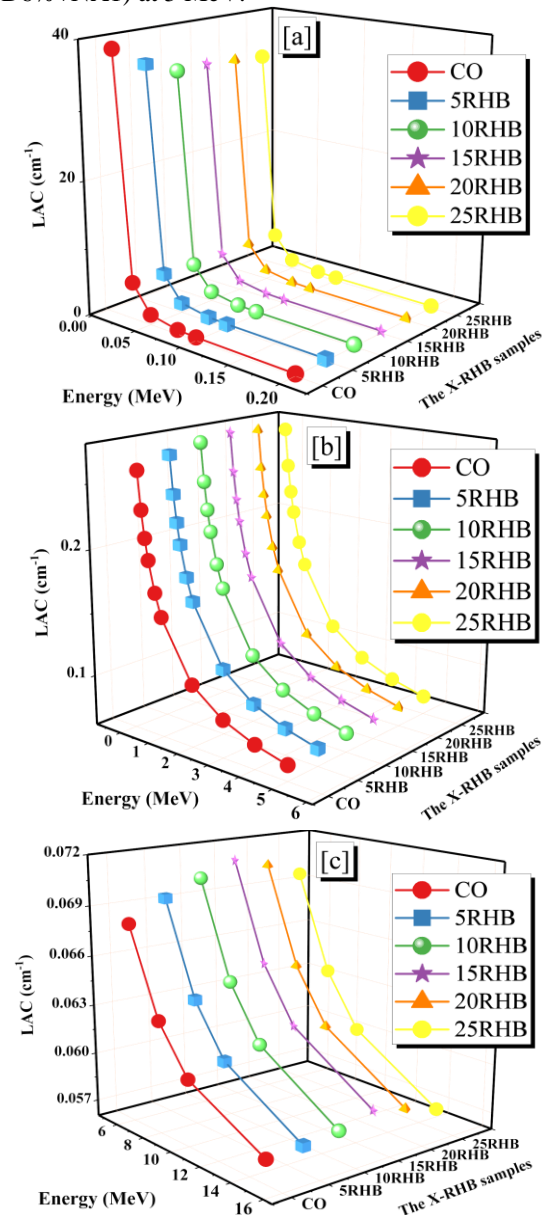 D8%VNA1) at 5 MeV.
[a]
40
20
0
LAC (cm-1)
0.00
0.05
0.10
0.15
0.20
Energy (MeV)
CO
5RHB
10RHB
15RHB
20RHB
25RHB
The X-RHB samples
CO
5RHB
10RHB
15RHB
20RHB
25RHB
[b]
0.2
0.1
LAC (cm-1)
0
1
2
3
4
5
6
Energy (MeV)
CO
5RHB
10RHB
15RHB
20RHB
25RHB
The X-RHB samples
CO
5RHB
10RHB
15RHB
20RHB
25RHB
[c]
0.072
0.069
0.066
0.063
0.060
0.057
LAC (cm-1)
6
8
10
12
14
16
Energy (MeV)
CO
5RHB
10RHB
15RHB
20RHB
25RHB
The X-RHB samples
CO
5RHB
10RHB
15RHB
20RHB
25RHB